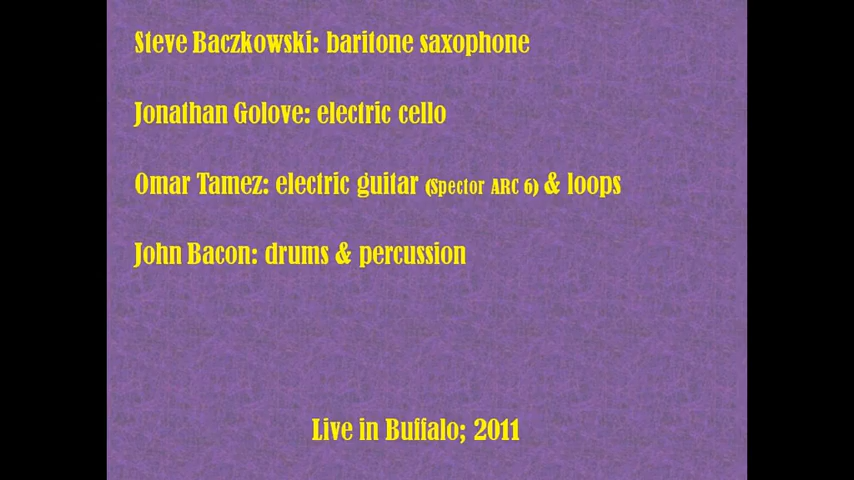 Steve Baczkowski: baritone saxophone
Jonathan Golove: electric cello
Omar Tamez: electric guitar (Spector ARC 6) & loops
John Bacon: drums & percussion
Live in Buffalo; 2011